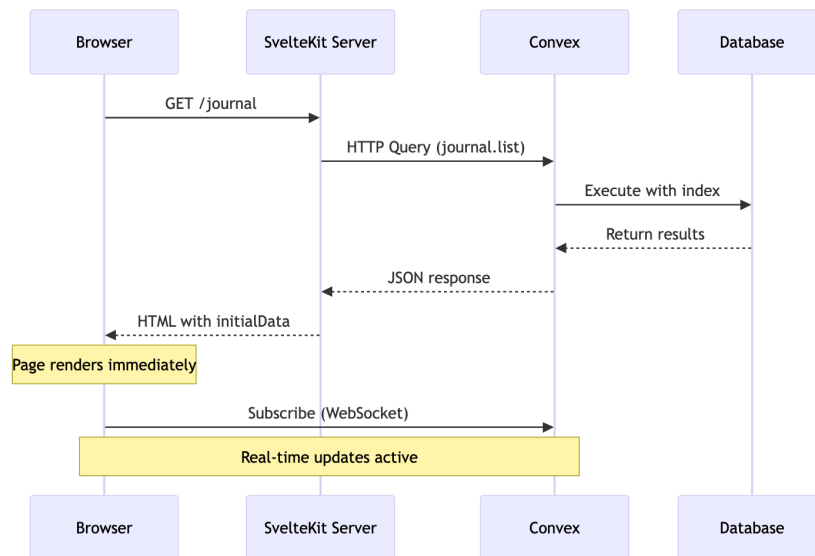 Browser
SvelteKit Server
Convex
Database
GET /journal
HTTP Query (journal.list)
Execute with index
Return results
JSON response
HTML with initialData
Page renders immediately
Subscribe (WebSocket)
Real-time updates active
Browser
SvelteKit Server
Convex
Database